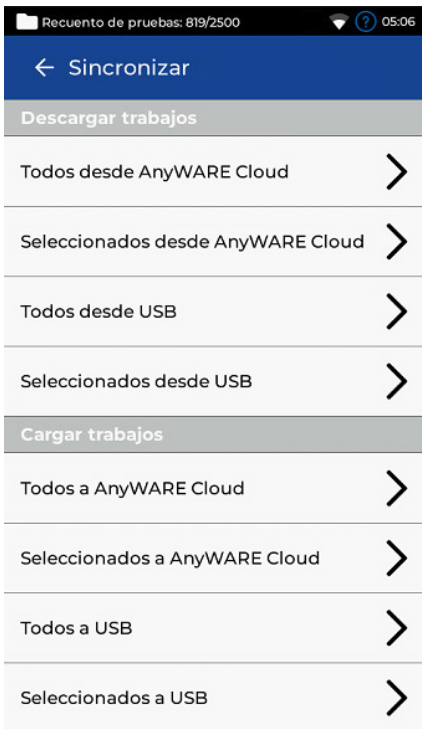 Recuento de pruebas: 819/2500 ? 05:06
Sincronizar
Descargar trabajos
Todos desde AnyWARE Cloud
Seleccionados desde AnyWARE Cloud
Todos desde USB
Seleccionados desde USB
Cargar trabajos
Todos a AnyWARE Cloud
Seleccionados a AnyWARE Cloud
Todos a USB
Seleccionados a USB